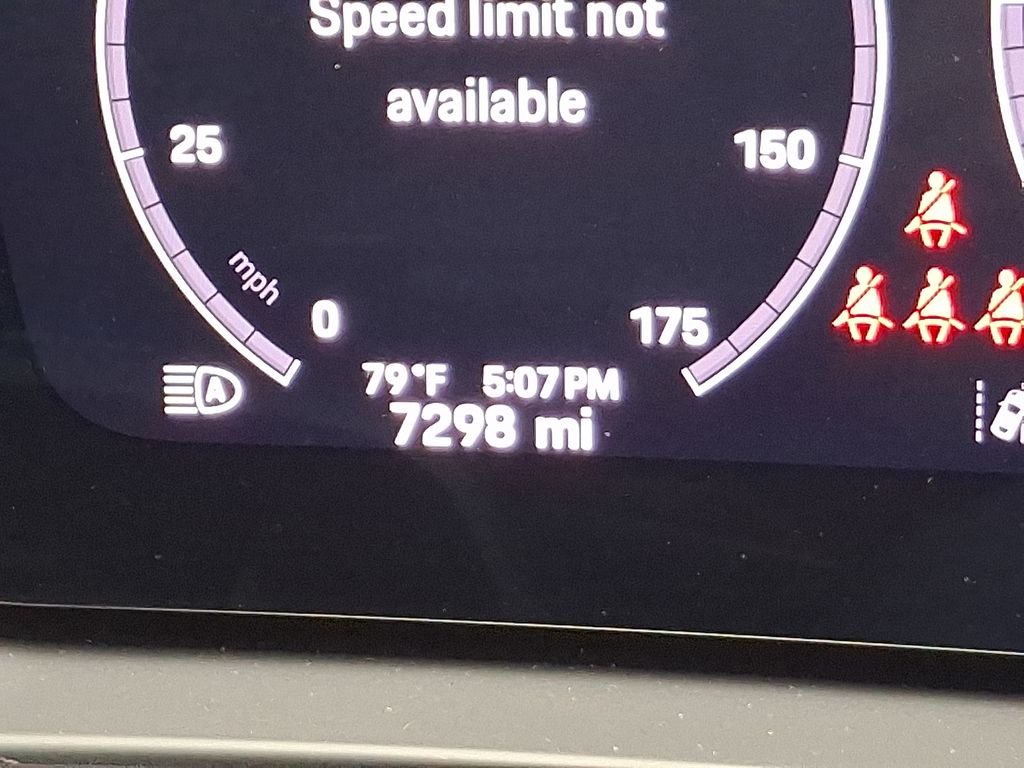 Speed limit not
available
25
150
mph
0
175
A
79°F 5:07 PM
7298 mi